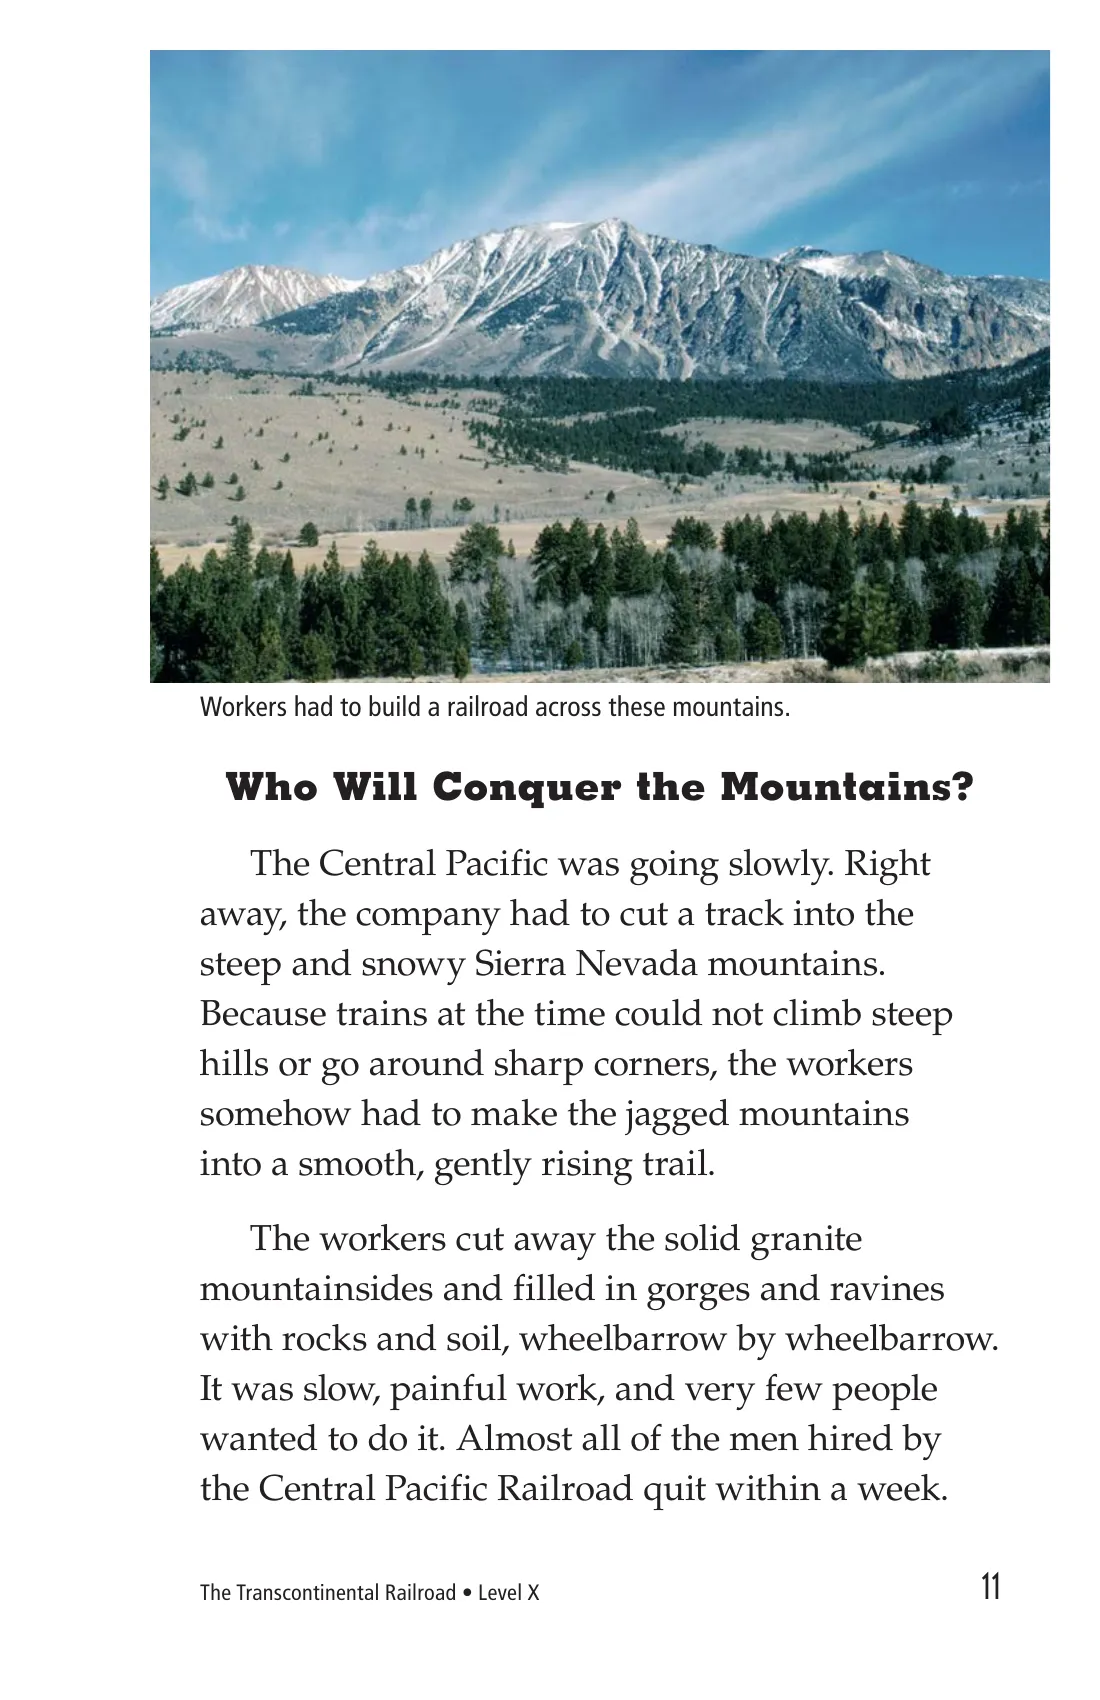 Workers had to build a railroad across these mountains.
Who Will Conquer the Mountains?
The Central Pacific was going slowly. Right
away, the company had to cut a track into the
steep and snowy Sierra Nevada mountains.
Because trains at the time could not climb steep
hills or go around sharp corners, the workers
somehow had to make the jagged mountains
into a smooth, gently rising trail.
The workers cut away the solid granite
mountainsides and filled in gorges and ravines
with rocks and soil, wheelbarrow by wheelbarrow.
It was slow, painful work, and very few people
wanted to do it. Almost all of the men hired by
the Central Pacific Railroad quit within a week.
The Transcontinental Railroad • Level X
11